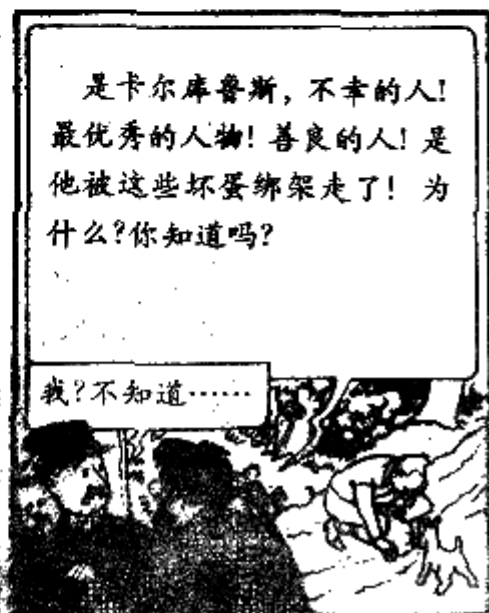 是卡尔库鲁斯，不幸的人！
最优秀的人物！善良的人！是
他被这些坏蛋绑架走了！为
什么？你知道吗？
我？不知道……